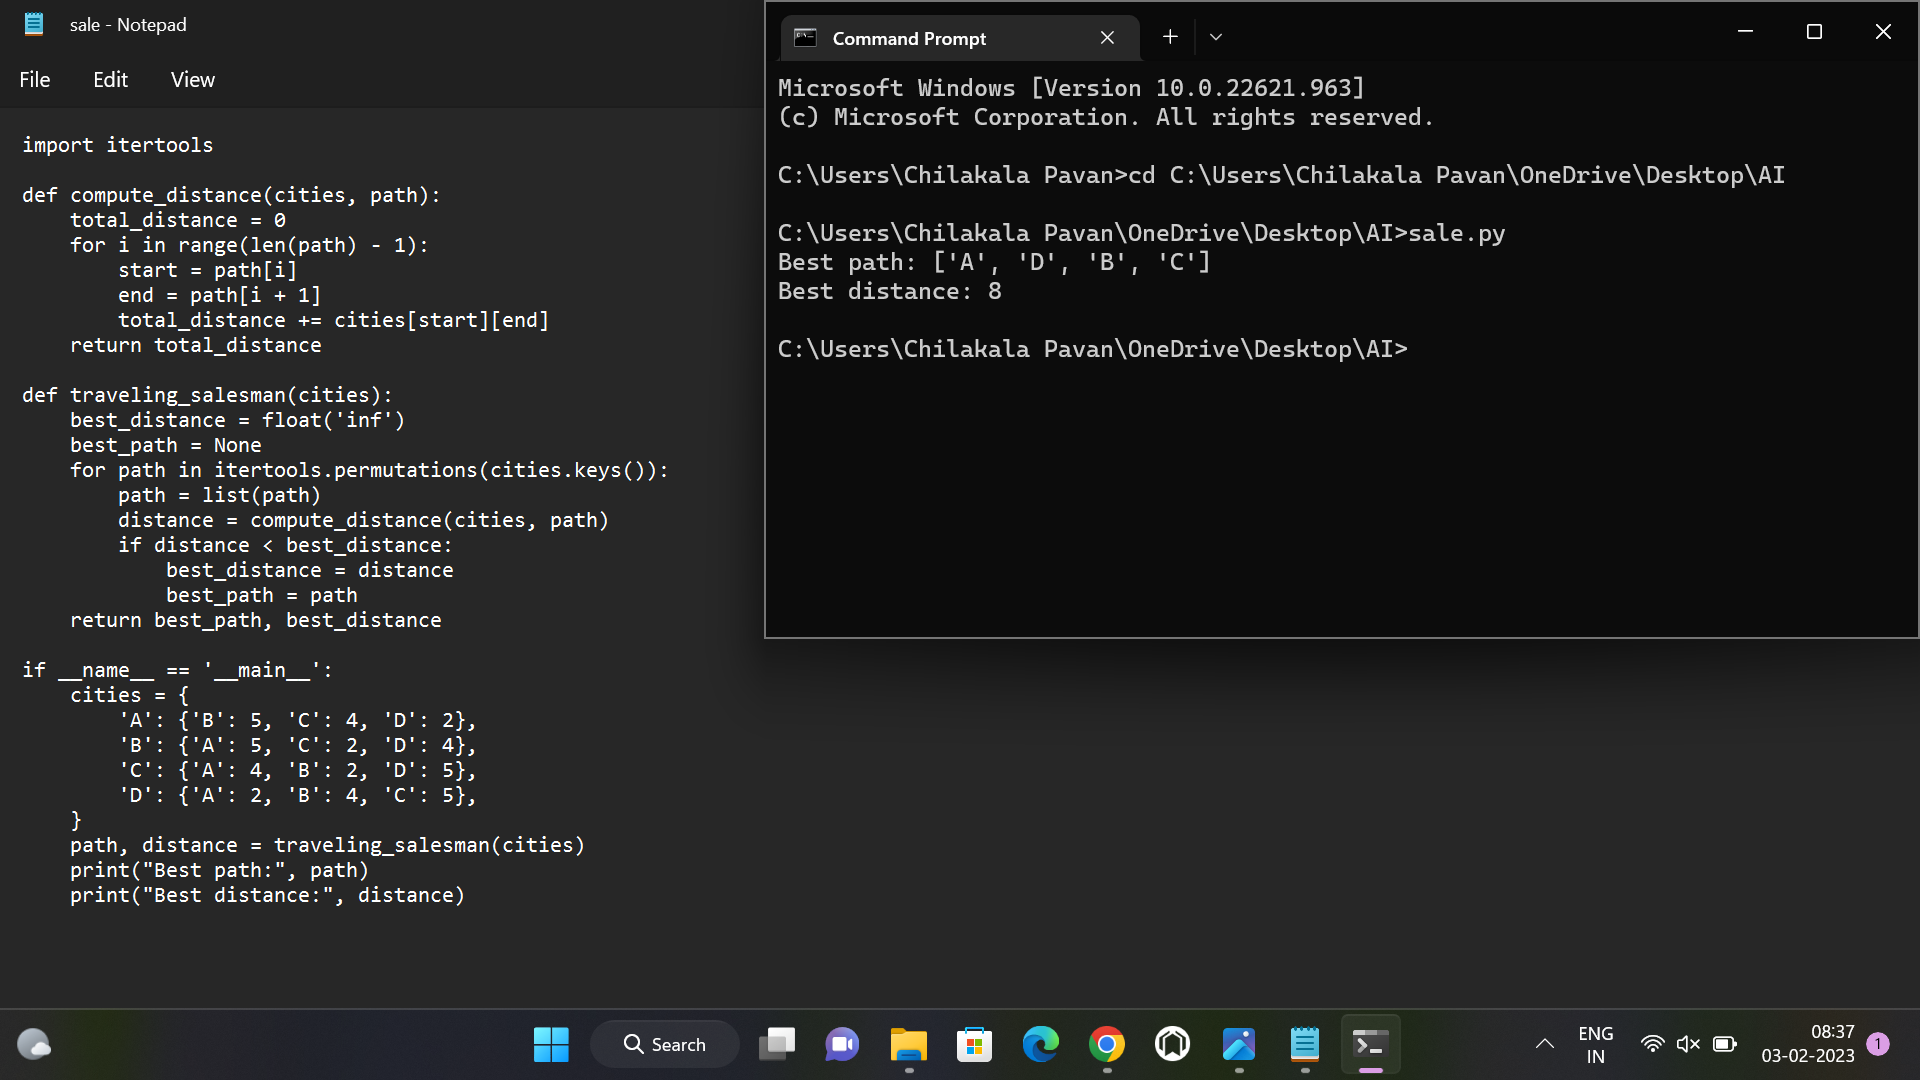 sale - Notepad
File Edit View
import itertools
def compute_distance(cities, path):
    total_distance = 0
    for i in range(len(path) - 1):
        start = path[i]
        end = path[i + 1]
        total_distance += cities[start][end]
    return total_distance
def traveling_salesman(cities):
    best_distance = float('inf')
    best_path = None
    for path in itertools.permutations(cities.keys()):
        path = list(path)
        distance = compute_distance(cities, path)
        if distance < best_distance:
            best_distance = distance
            best_path = path
    return best_path, best_distance
if __name__ == '__main__':
    cities = {
        'A': {'B': 5, 'C': 4, 'D': 2},
        'B': {'A': 5, 'C': 2, 'D': 4},
        'C': {'A': 4, 'B': 2, 'D': 5},
        'D': {'A': 2, 'B': 4, 'C': 5},
    }
    path, distance = traveling_salesman(cities)
    print("Best path:", path)
    print("Best distance:", distance)
Command Prompt
Microsoft Windows [Version 10.0.22621.963]
(c) Microsoft Corporation. All rights reserved.
C:\Users\Chilakala Pavan>cd C:\Users\Chilakala Pavan\OneDrive\Desktop\AI
C:\Users\Chilakala Pavan\OneDrive\Desktop\AI>sale.py
Best path: ['A', 'D', 'B', 'C']
Best distance: 8
C:\Users\Chilakala Pavan\OneDrive\Desktop\AI>
Search
ENG
IN
08:37
03-02-2023
1